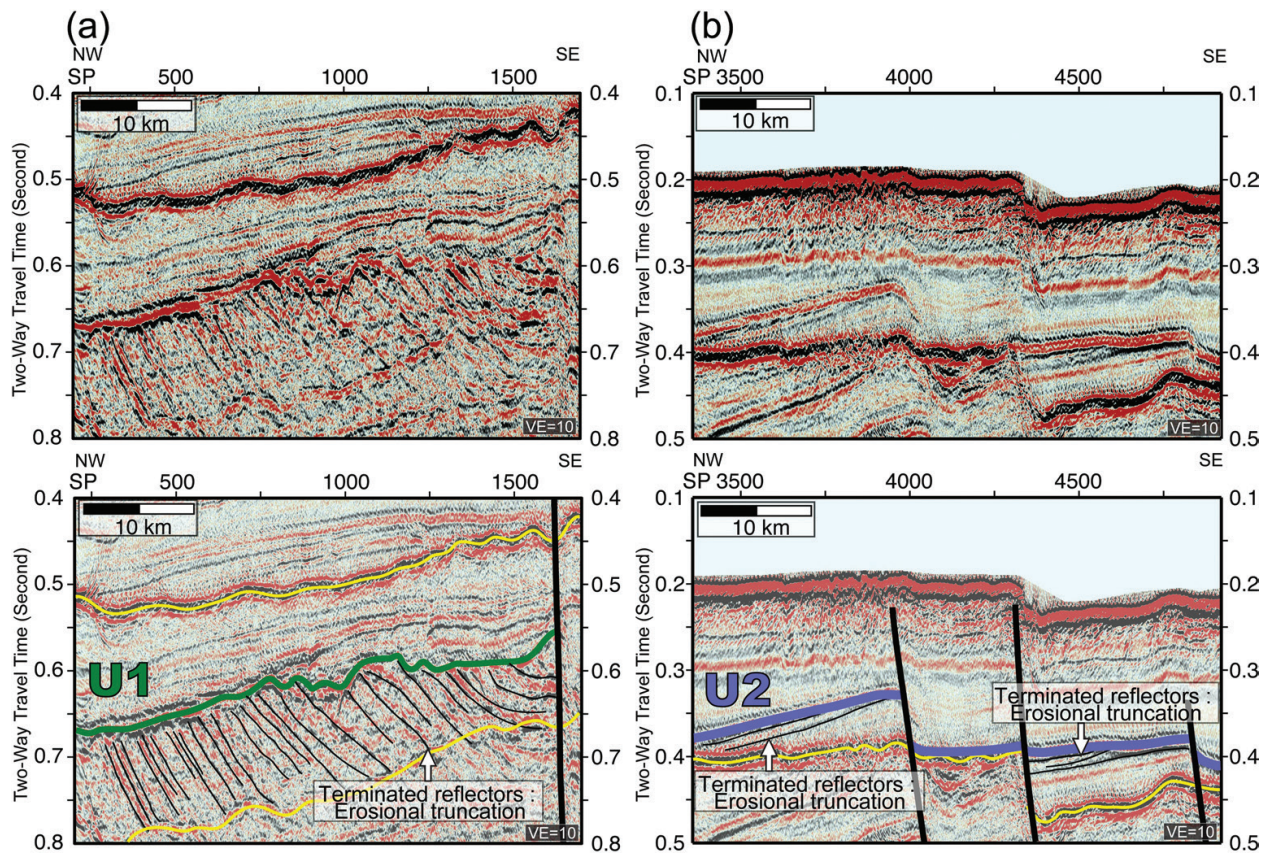 (a)
NW
SE
SP 500 1000 1500
0.4 0.4
10 km
0.5 0.5
0.6 0.6
0.7 0.7
0.8 0.8
Two-Way Travel Time (Second)
VE=10
(b)
NW
SE
SP 3500 4000 4500
0.1 0.1
10 km
0.2 0.2
0.3 0.3
0.4 0.4
0.5 0.5
Two-Way Travel Time (Second)
VE=10
NW
SE
SP 500 1000 1500
0.4 0.4
10 km
0.5 0.5
0.6 0.6
U1
0.7 0.7
Terminated reflectors :
Erosional truncation
0.8 0.8
Two-Way Travel Time (Second)
VE=10
NW
SE
SP 3500 4000 4500
0.1 0.1
10 km
0.2 0.2
0.3 0.3
U2
Terminated reflectors :
Erosional truncation
0.4 0.4
Terminated reflectors :
Erosional truncation
0.5 0.5
Two-Way Travel Time (Second)
VE=10